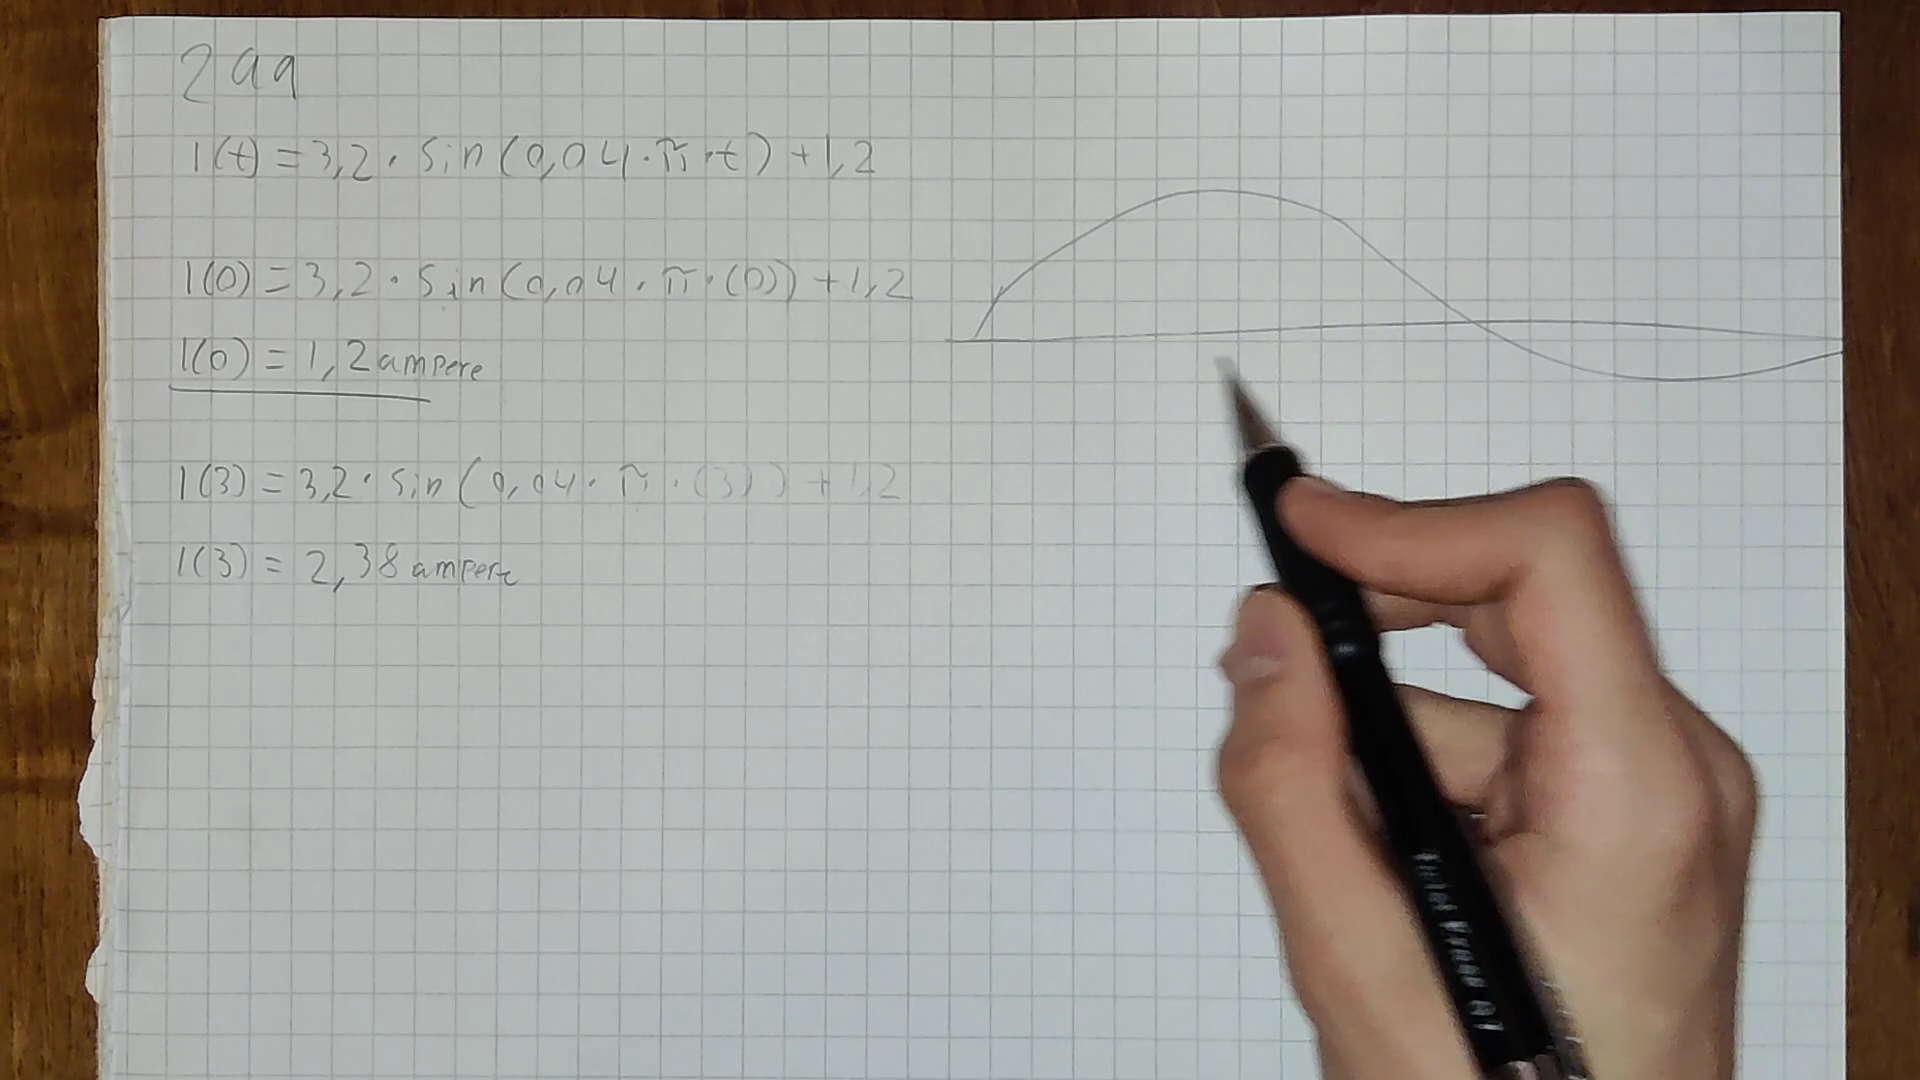 2aa
I(t) = 3,2 · sin(0,04 · π · t) + 1,2
I(0) = 3,2 · sin(0,04 · π · (0)) + 1,2
I(0) = 1,2 ampere
I(3) = 3,2 · sin(0,04 · π · (3)) + 1,2
I(3) = 2,38 ampere